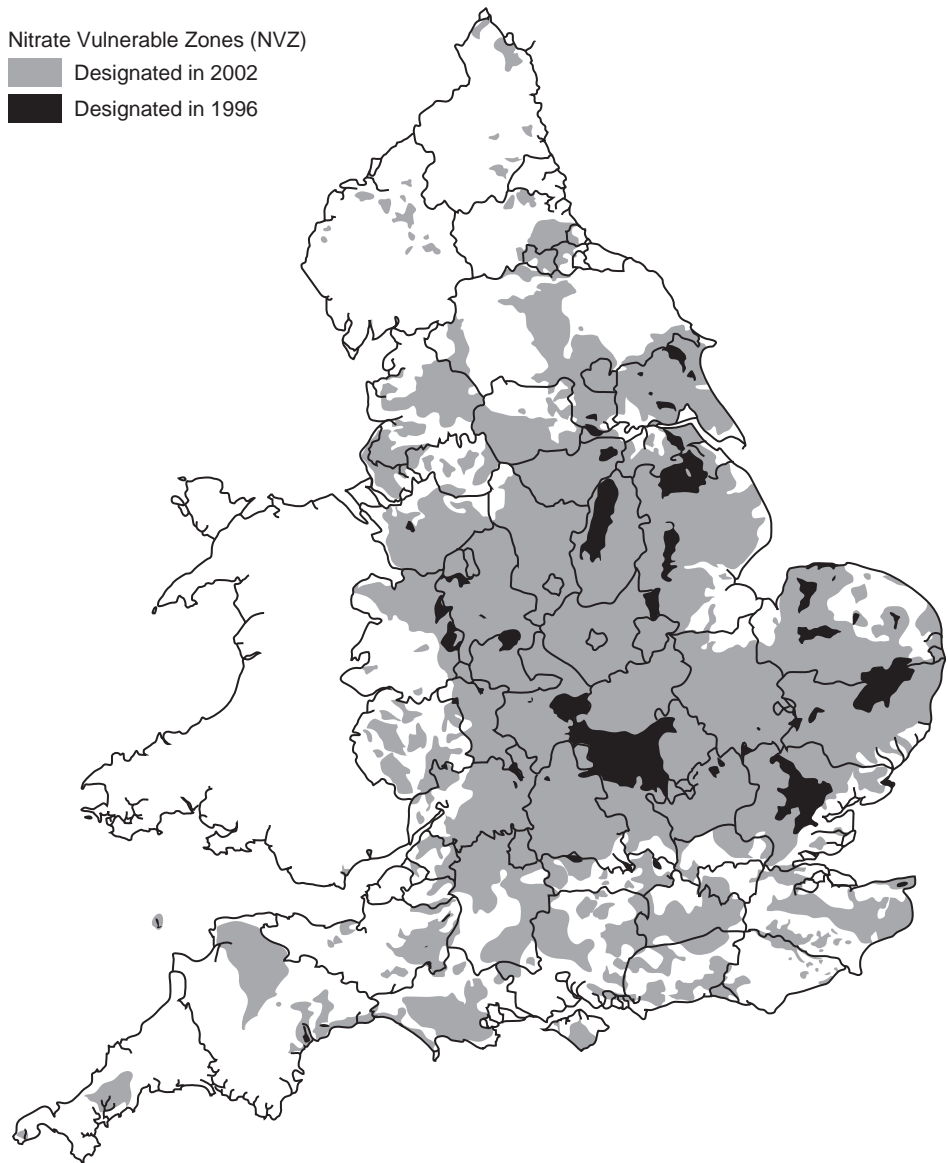 Nitrate Vulnerable Zones (NVZ)
Designated in 2002
Designated in 1996